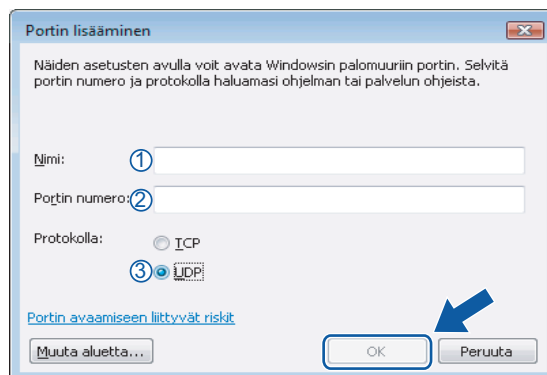 Portin lisääminen
Näiden asetusten avulla voit avata Windowsin palomuuriin portin. Selvitä
portin numero ja protokolla haluamasi ohjelman tai palvelun ohjeista.
Nimi: 1
Portin numero: 2
Protokolla: TCP
3 UDP
Portin avaamiseen liittyvät riskit
Muuta aluetta... OK Peruuta